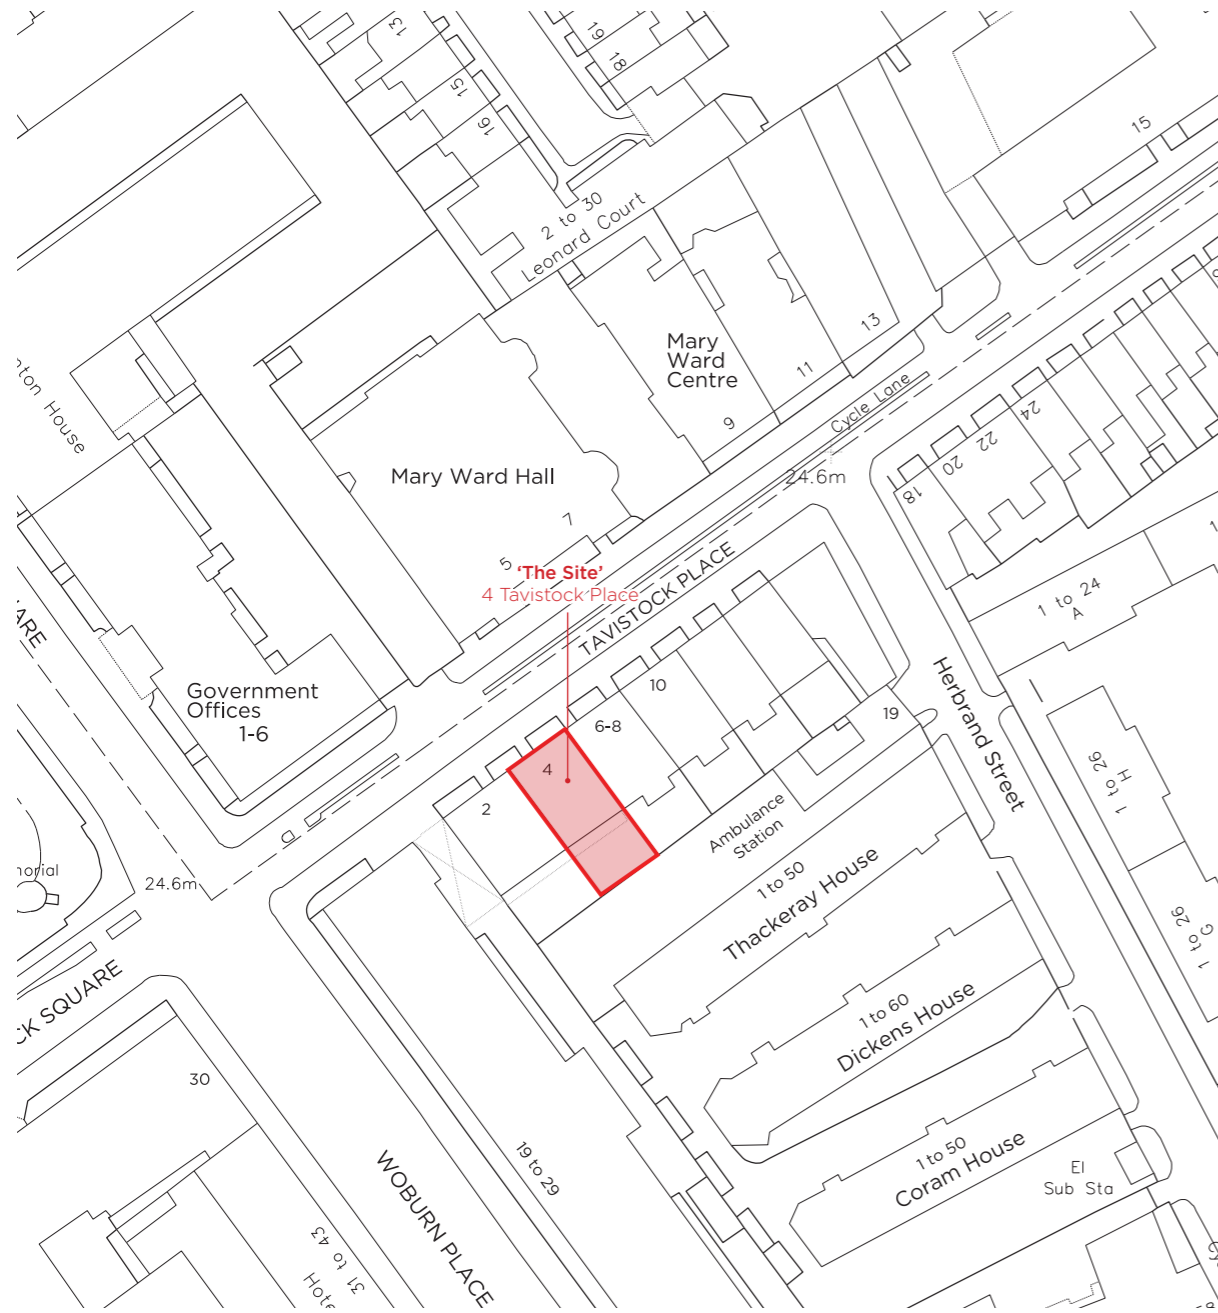 13
15
16
19
18
15
2 to 30
Leonard Court
13
11
9
Mary
Ward
Centre
Cycle Lane
24.6m
Mary Ward Hall
7
5
'The Site'
4 Tavistock Place
TAVISTOCK PLACE
18
20
22
24
1 to 24
A
Government
Offices
1-6
10
6-8
4
2
19
Herbrand Street
1 to 26
H
1 to 26
G
Ambulance
Station
1 to 50
Thackeray House
1 to 60
Dickens House
1 to 50
Coram House
El
Sub Sta
24.6m
30
19 to 29
WOBURN PLACE
31 to 43
House